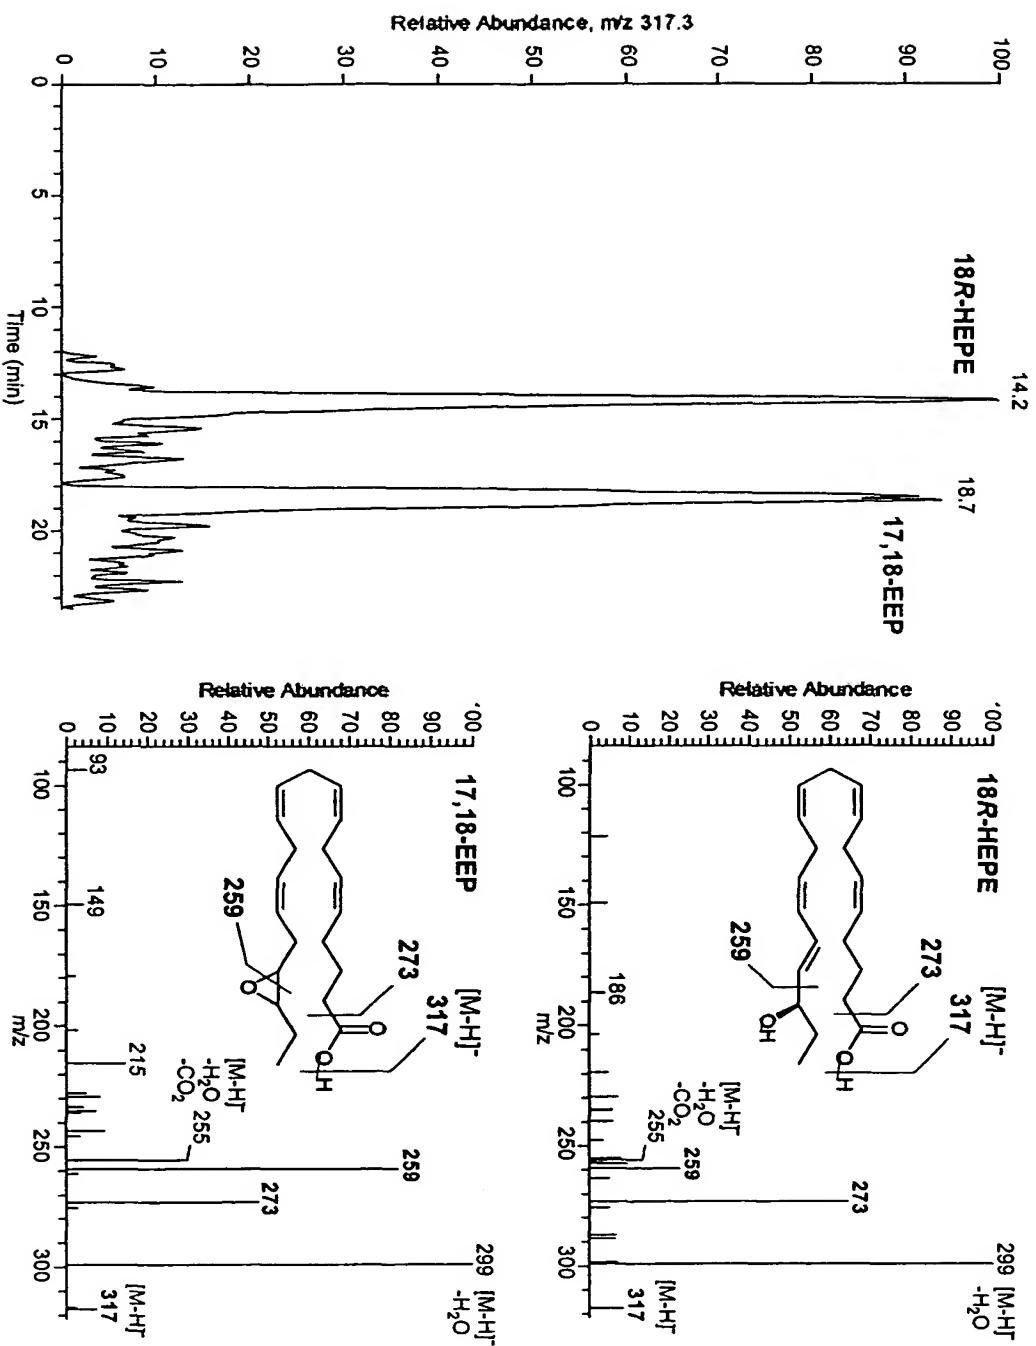 Relative Abundance, m/z 317.3
100
90
80
70
60
50
40
30
20
10
0
0
5
10
15
20
Time (min)
18R-HEPE
14.2
18.7
17,18-EEP
18R-HEPE
Relative Abundance
100
90
80
70
60
50
40
30
20
10
0
100
150
200
250
300
m/z
273
[M-H]-
317
O
O
H
259
OH
186
[M-H]-
-H2O
-CO2
255
259
273
299
[M-H]-
-H2O
[M-H]-
317
17,18-EEP
Relative Abundance
100
90
80
70
60
50
40
30
20
10
0
100
150
200
250
300
m/z
273
[M-H]-
317
O
O
H
259
O
93
149
215
[M-H]-
-H2O
-CO2
255
259
273
299
[M-H]-
-H2O
[M-H]-
317